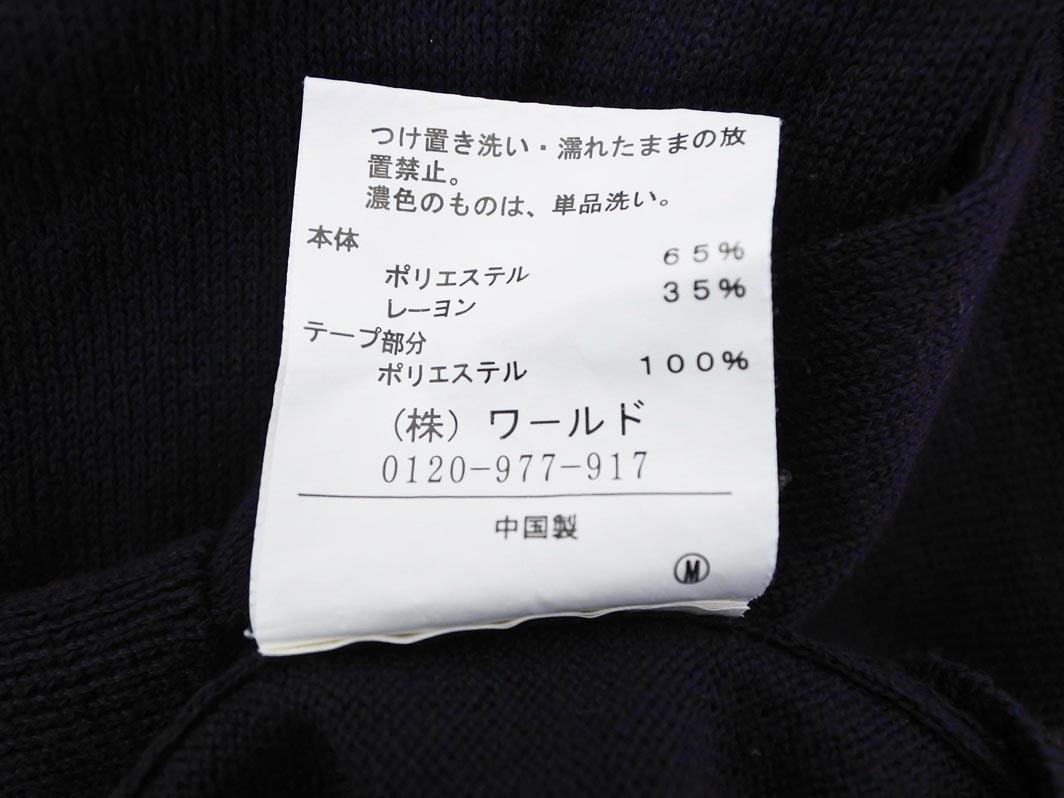 つけ置き洗い・濡れたままの放
置禁止。
濃色のものは、単品洗い。
本体
ポリエステル 65%
レーヨン 35%
テープ部分
ポリエステル 100%
(株) ワールド
0120-977-917
中国製
Ⓜ